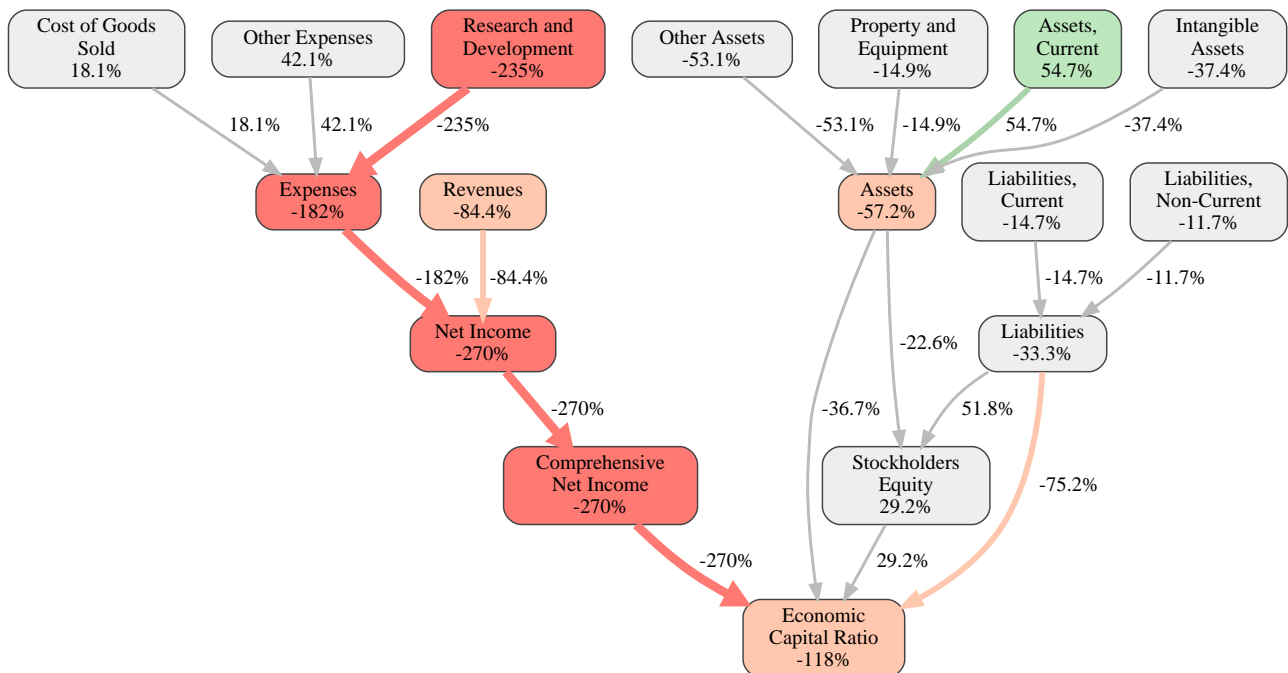 Cost of Goods
Sold
18.1%
Other Expenses
42.1%
Research and
Development
-235%
Other Assets
-53.1%
Property and
Equipment
-14.9%
Assets,
Current
54.7%
Intangible
Assets
-37.4%
18.1%
42.1%
-235%
-53.1%
-14.9%
54.7%
-37.4%
Expenses
-182%
Revenues
-84.4%
Assets
-57.2%
Liabilities,
Current
-14.7%
Liabilities,
Non-Current
-11.7%
-182%
-84.4%
-14.7%
-11.7%
Net Income
-270%
-22.6%
Liabilities
-33.3%
-270%
-36.7%
51.8%
Comprehensive
Net Income
-270%
Stockholders
Equity
29.2%
-75.2%
-270%
29.2%
Economic
Capital Ratio
-118%